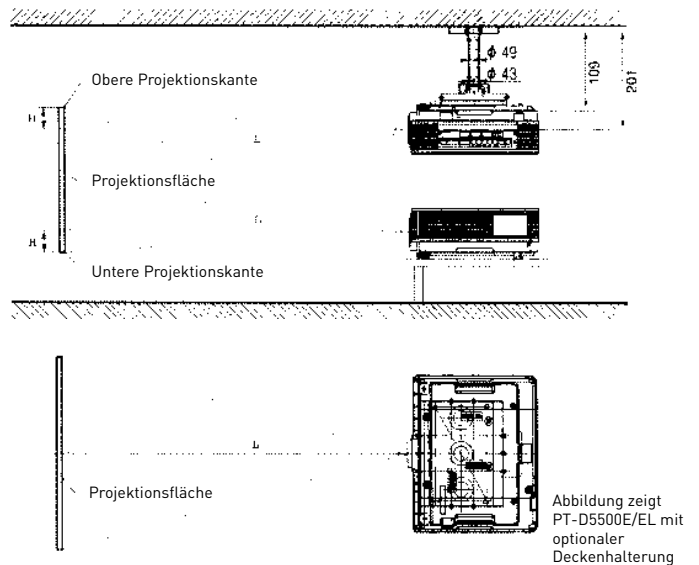 ϕ 49
ϕ 43
109
201
Obere Projektionskante
H
L
Projektionsfläche
L
H
Untere Projektionskante
L
Projektionsfläche
Abbildung zeigt
PT-D5500E/EL mit
optionaler
Deckenhalterung